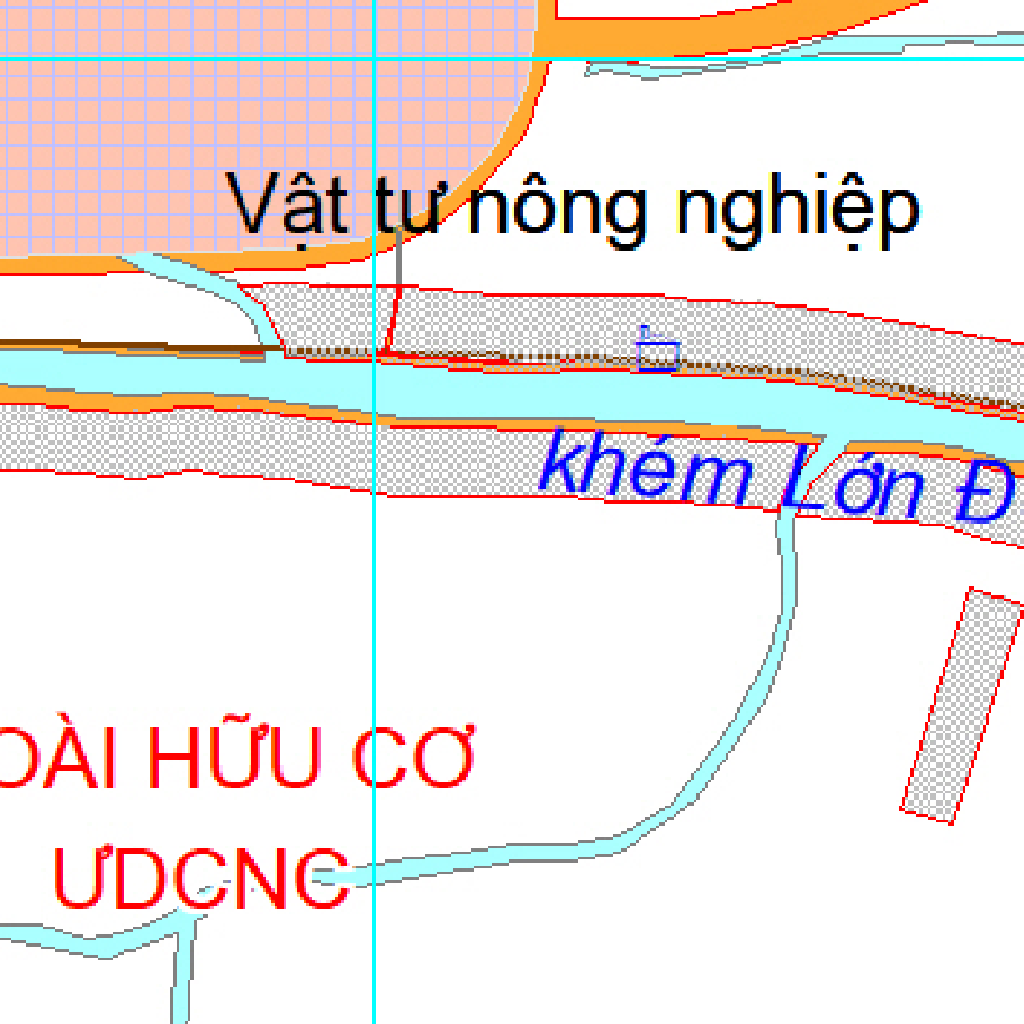 Vật tư nông nghiệp
khém Lớn Đ
OÀI HỮU CƠ
ƯDCNC